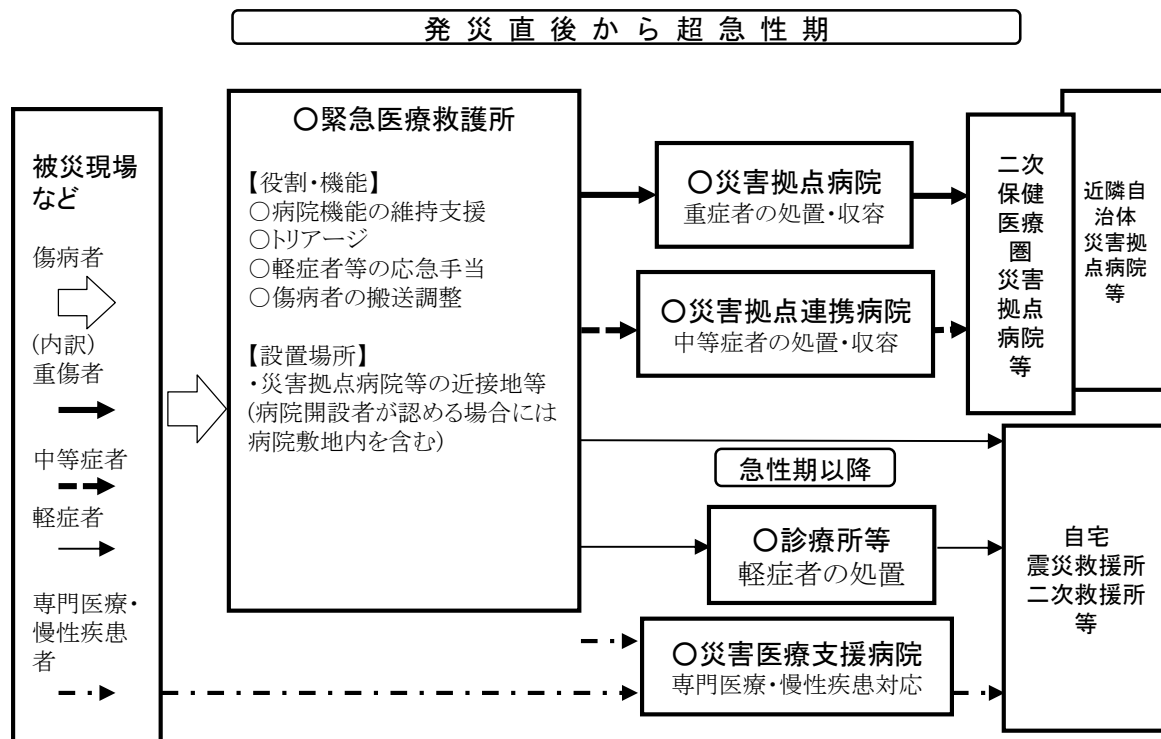 発災直後から超急性期
被災現場
など
傷病者
(内訳)
重傷者
中等症者
軽症者
専門医療・
慢性疾患
者
〇緊急医療救護所
【役割・機能】
〇病院機能の維持支援
〇トリアージ
〇軽症者等の応急手当
〇傷病者の搬送調整
【設置場所】
・災害拠点病院等の近接地等
(病院開設者が認める場合には
病院敷地内を含む)
〇災害拠点病院
重症者の処置・収容
〇災害拠点連携病院
中等症者の処置・収容
急性期以降
〇診療所等
軽症者の処置
〇災害医療支援病院
専門医療・慢性疾患対応
二次
保健
医療
圏
災害
拠点
病院
等
近隣自
治体
災害拠
点病院
等
自宅
震災救援所
二次救援所
等